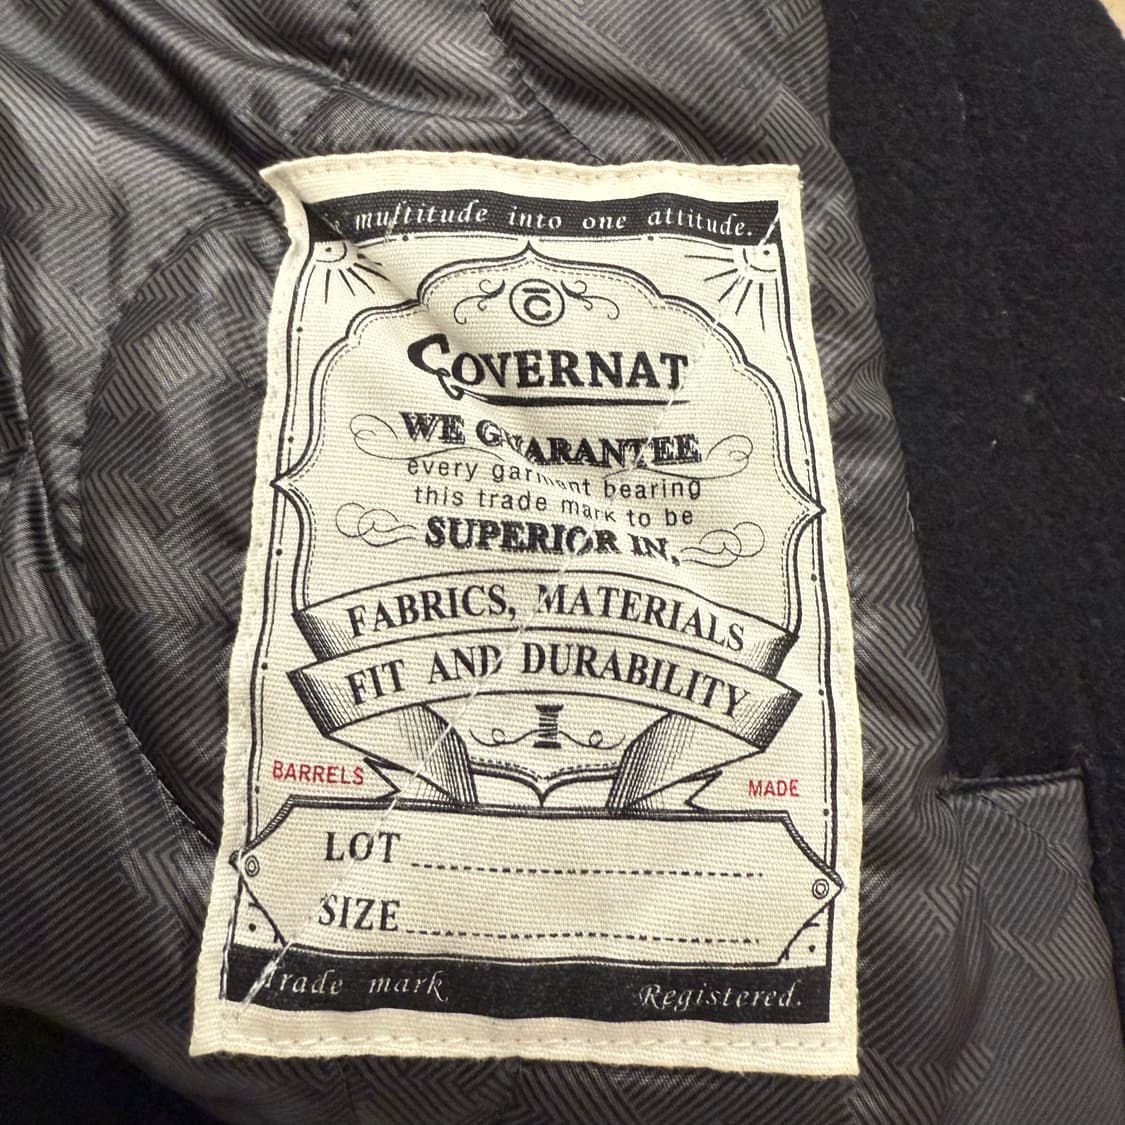 multitude into one attitude.
C
COVERNAT
WE GUARANTEE
every garment bearing
this trade mark to be
SUPERIOR IN,
FABRICS, MATERIALS
FIT AND DURABILITY
BARRELS MADE
LOT
SIZE
Trade mark Registered.